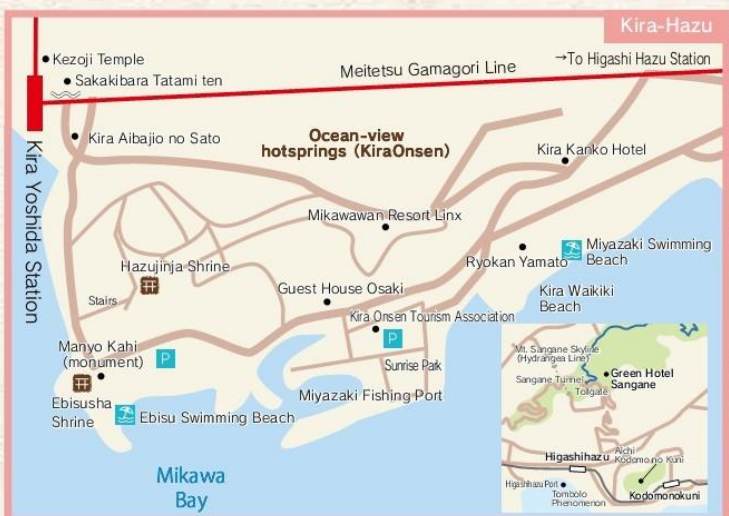 Kira-Hazu
Kezoji Temple
Sakakibara Tatami ten
Meitetsu Gamagori Line
→To Higashi Hazu Station
Kira Yoshida Station
Kira Aibajio no Sato
Ocean-view
hotsprings (KiraOnsen)
Kira Kanko Hotel
Mikawawan Resort Linx
Hazujinja Shrine
Ryokan Yamato
Miyazaki Swimming
Beach
Stairs
Guest House Osaki
Kira Waikiki
Beach
Kira Onsen Tourism Association
P
Manyo Kahi
(monument)
P
Sunrise Park
Ebisusha
Shrine
Ebisu Swimming Beach
Miyazaki Fishing Port
Mikawa
Bay
Mt. Sangane Skyline
(Hydrangea Line)
Green Hotel
Sangane
Sangane Tunnel
Tollgate
Aichi
Kodomo no Kuni
Higashihazu
Higashihazu Port
Tombolo
Phenomenon
Kodomonokuni